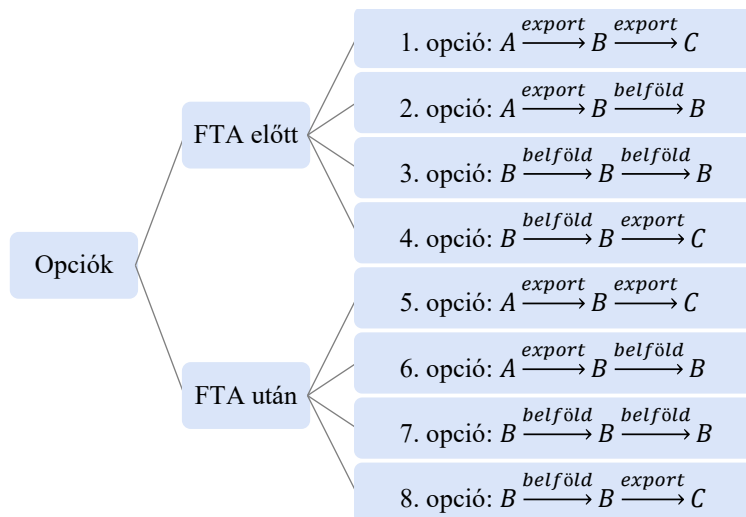 Opciók
FTA előtt
1. opció: A export→ B export→ C
2. opció: A export→ B belföld→ B
3. opció: B belföld→ B belföld→ B
4. opció: B belföld→ B export→ C
FTA után
5. opció: A export→ B export→ C
6. opció: A export→ B belföld→ B
7. opció: B belföld→ B belföld→ B
8. opció: B belföld→ B export→ C